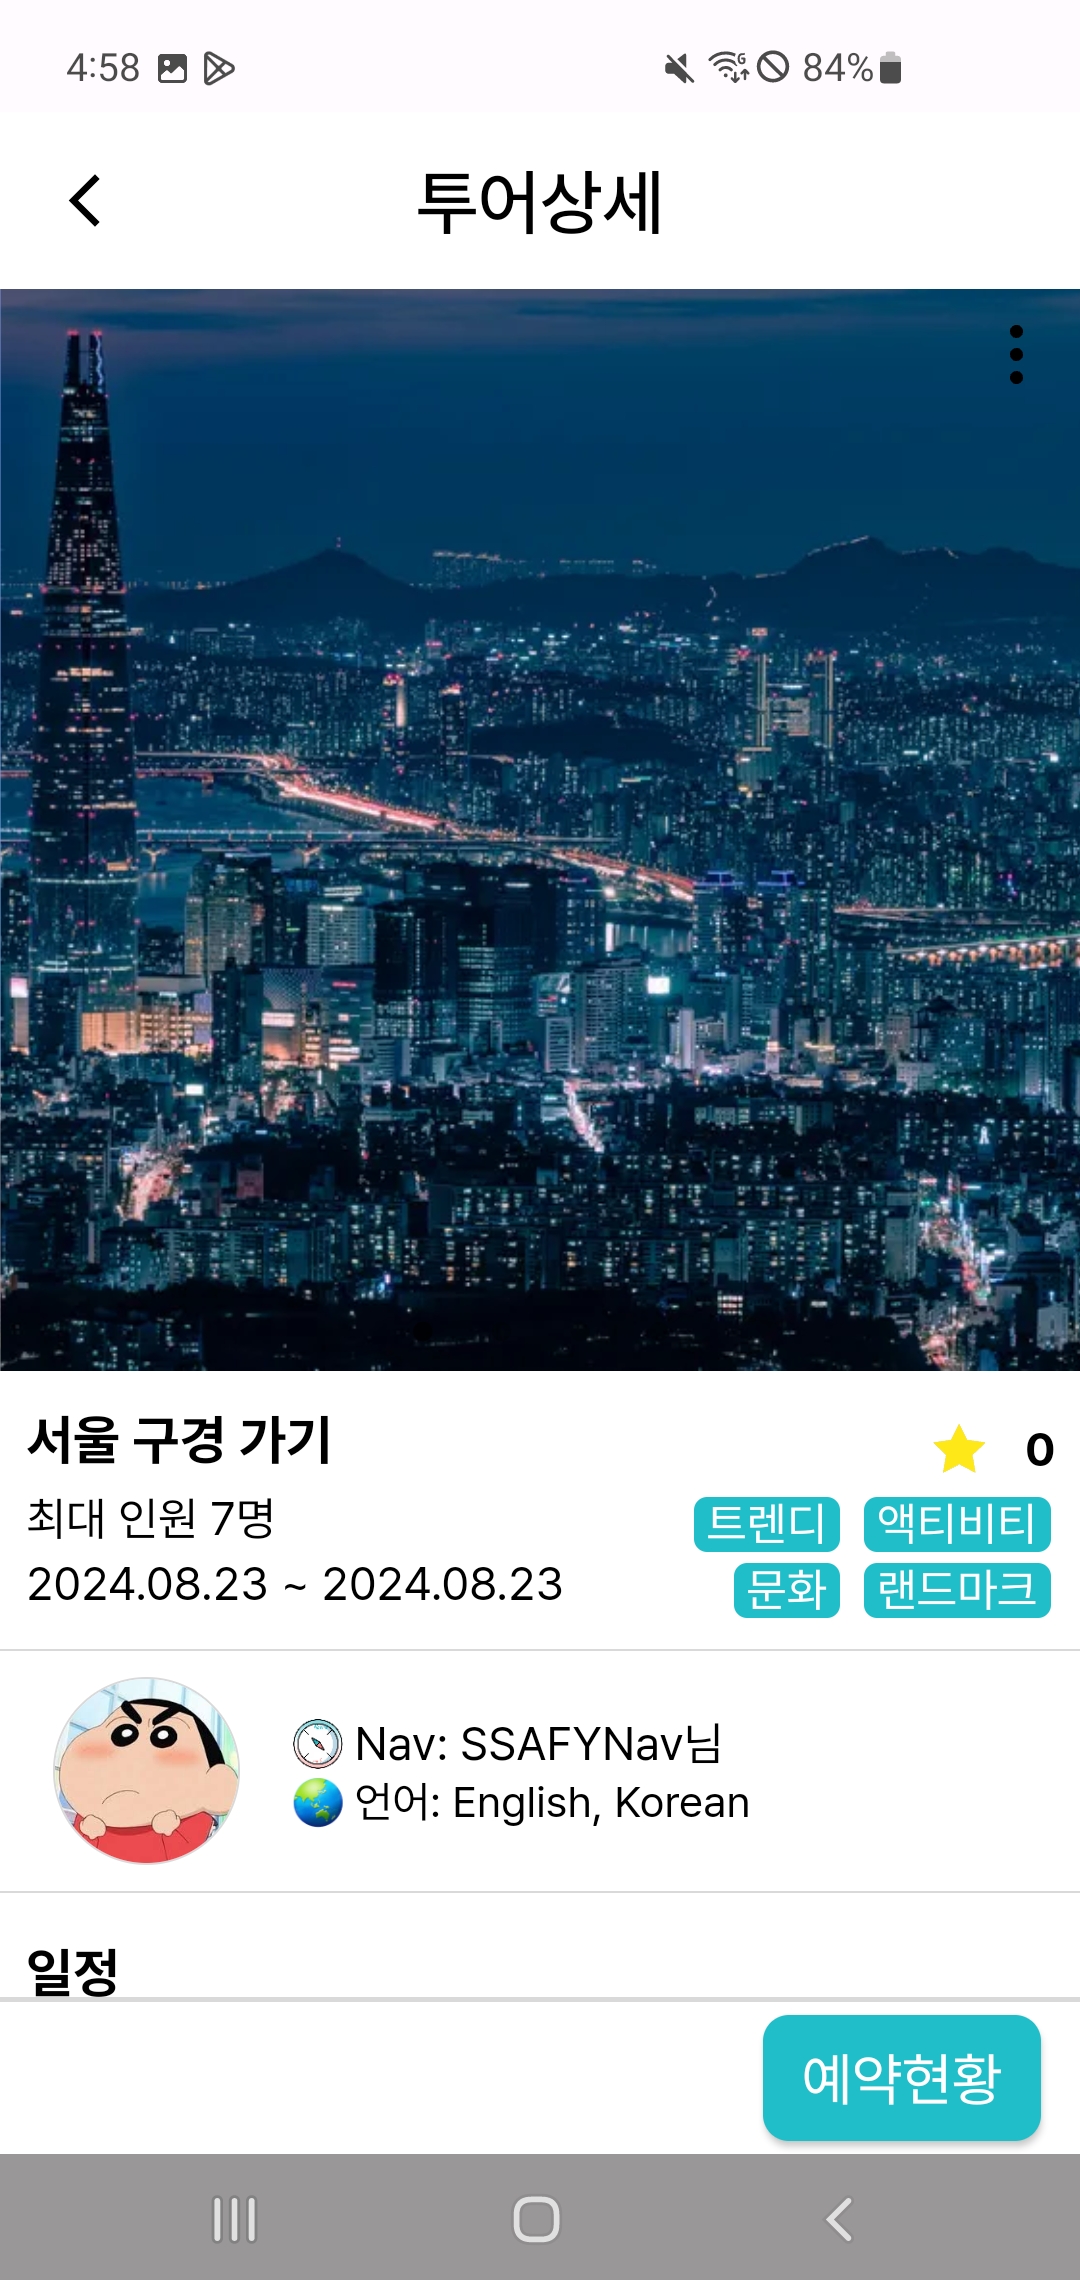 4:58 84%
투어상세
서울 구경 가기
0
최대 인원 7명
트렌디 액티비티
2024.08.23 ~ 2024.08.23
문화 랜드마크
Nav: SSAFYNav님
언어: English, Korean
일정
예약현황